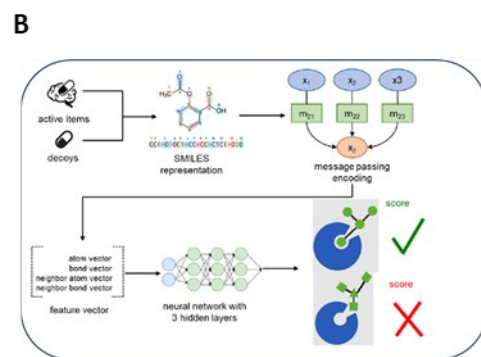 B
active items
decoys
SMILES
representation
x₁
x₂
x3
m₂₁
m₂₂
m₂₃
x₂'
message passing
encoding
atom vector
bond vector
neighbor atom vector
neighbor bond vector
feature vector
neural network with
3 hidden layers
score
score